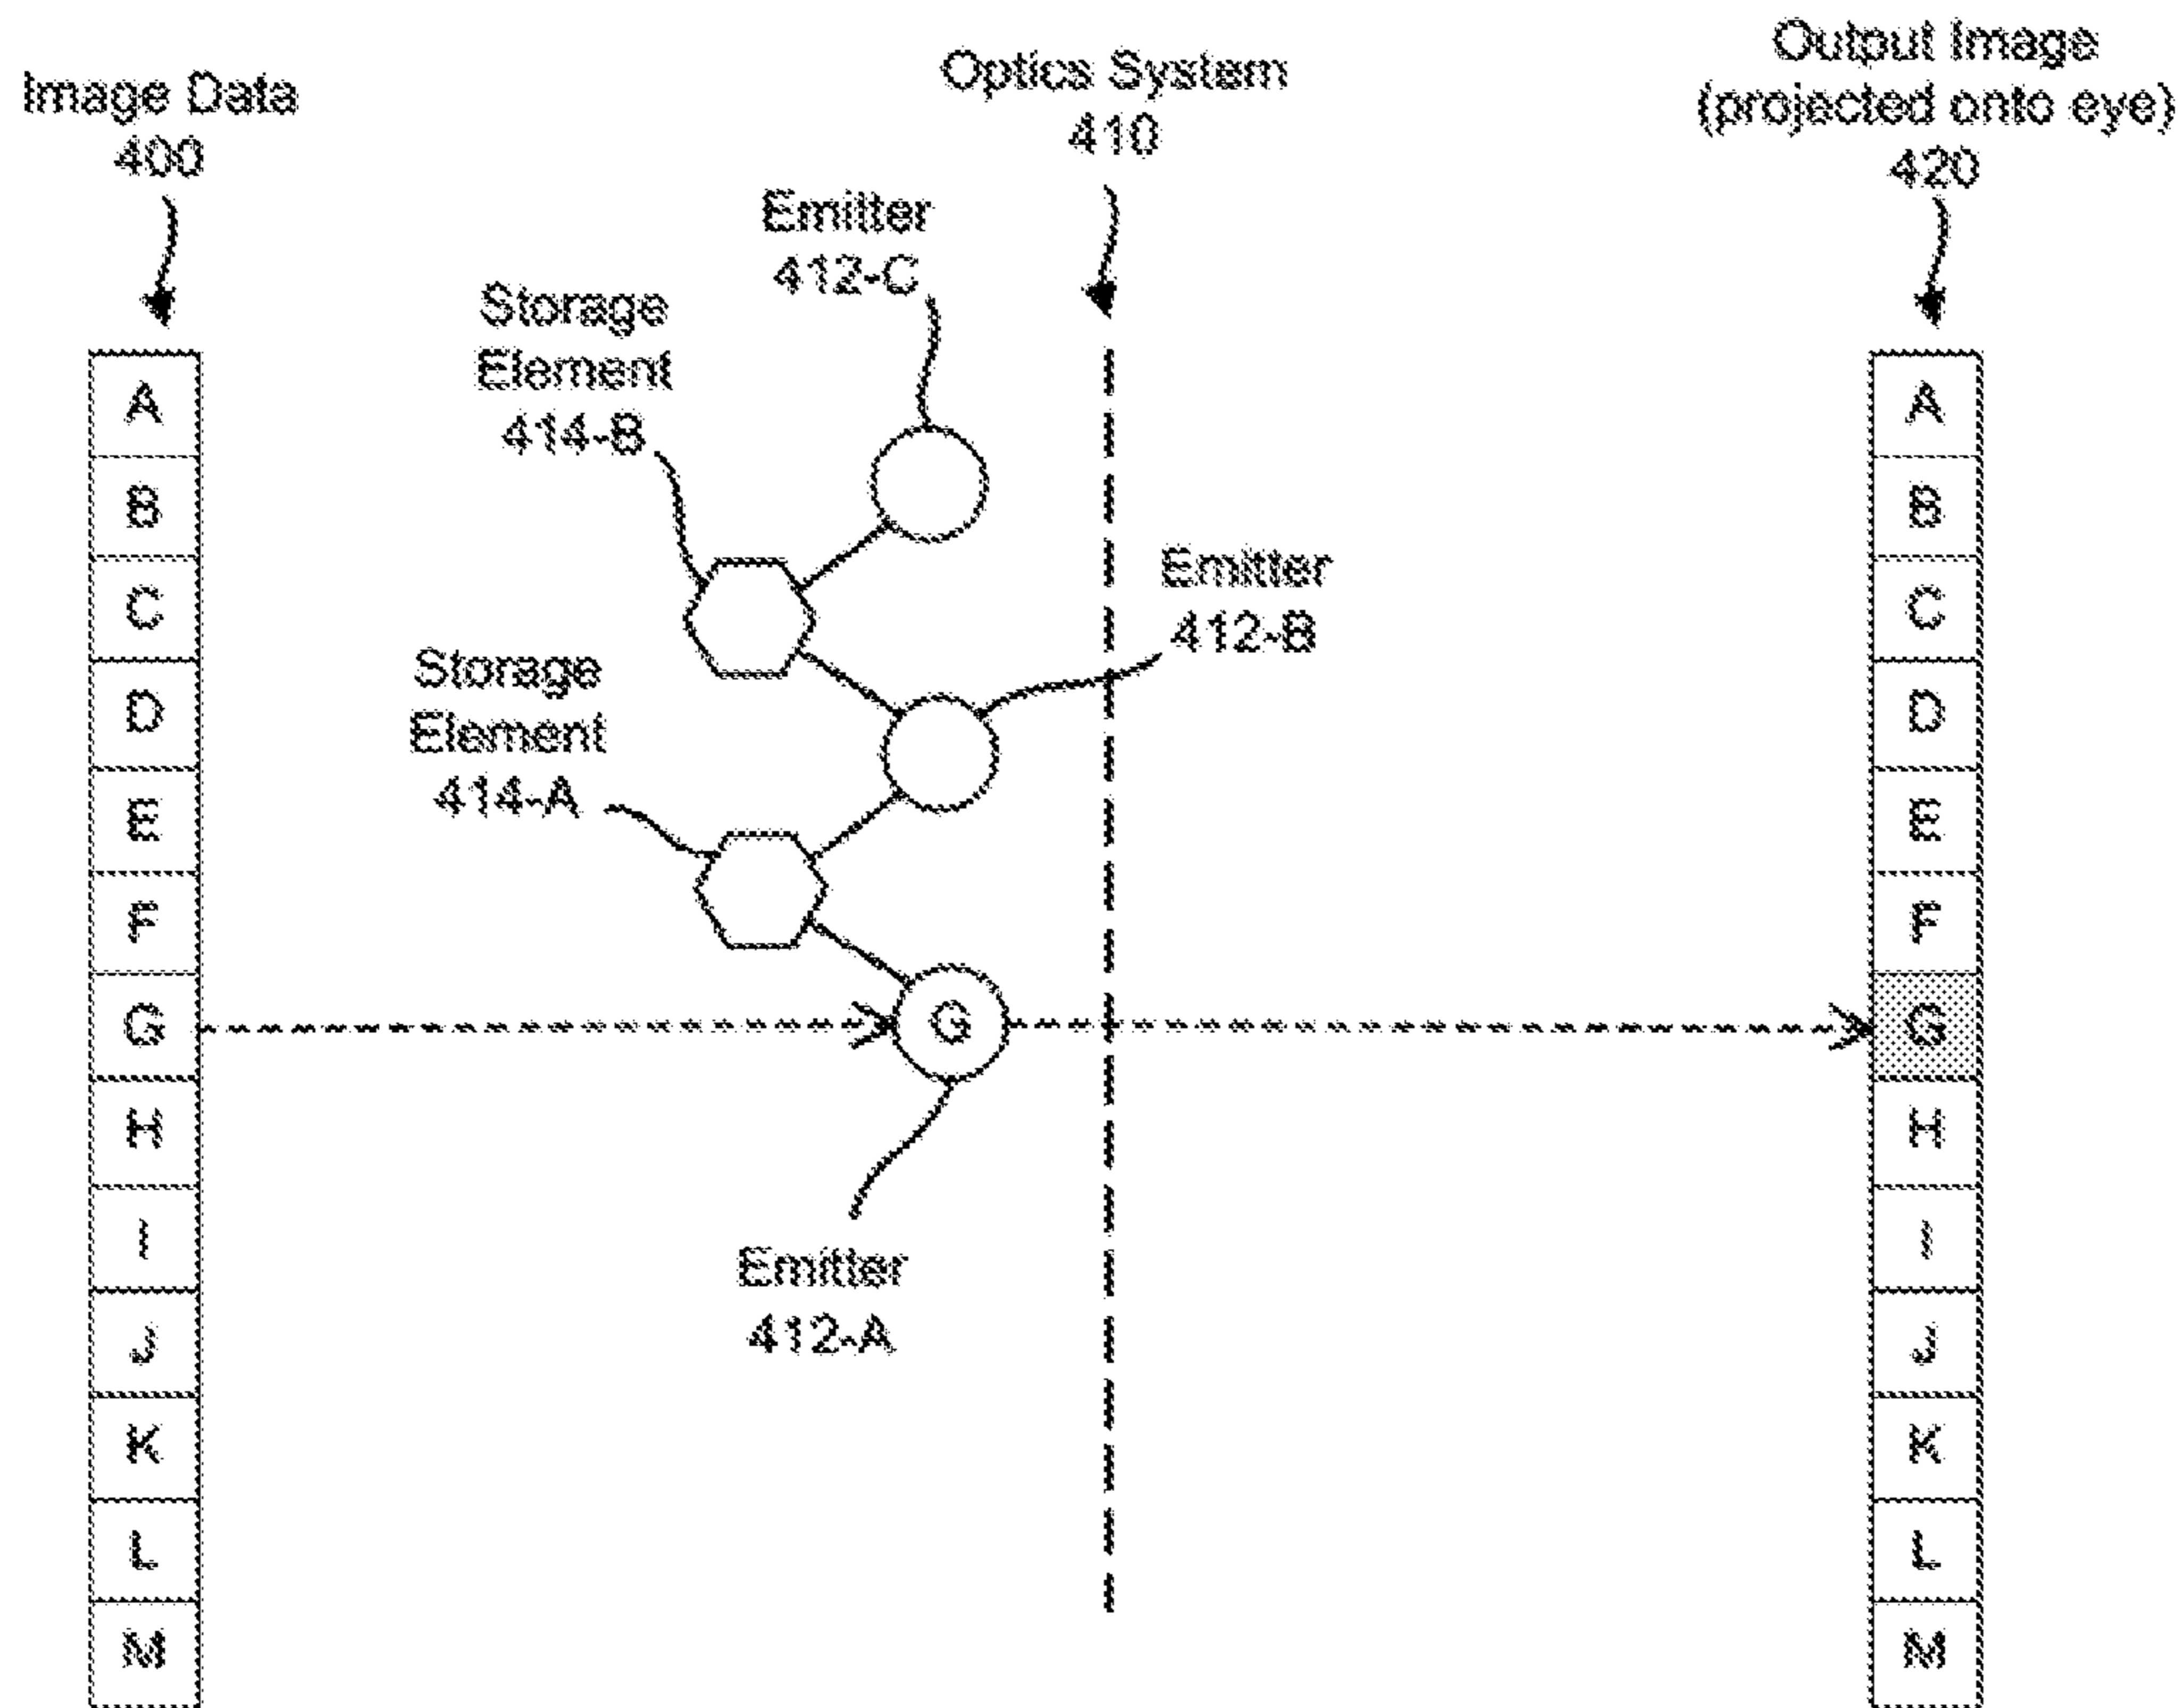 Image Data
400
Optics System
410
Output Image
(projected onto eye)
420
Emitter
412-C
Storage
Element
414-B
Emitter
412-B
Storage
Element
414-A
Emitter
412-A
A
B
C
D
E
F
G
H
I
J
K
L
M
G
A
B
C
D
E
F
G
H
I
J
K
L
M